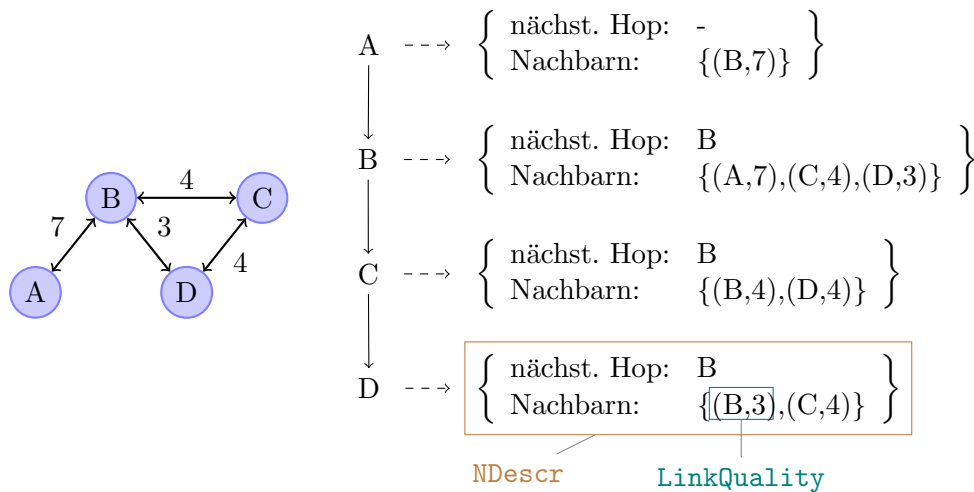 A
B
C
D
7
4
3
4
A
nächst. Hop: -
Nachbarn: {(B,7)}
B
nächst. Hop: B
Nachbarn: {(A,7),(C,4),(D,3)}
C
nächst. Hop: B
Nachbarn: {(B,4),(D,4)}
D
nächst. Hop: B
Nachbarn: {(B,3),(C,4)}
NDescr
LinkQuality